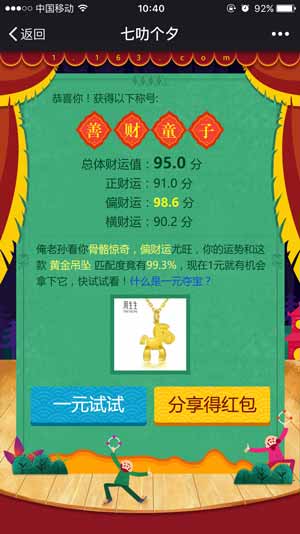 中国移动 10:40 92%
返回 七叻个夕
1.163.com
恭喜你！获得以下称号:
善财童子
总体财运值：95.0 分
正财运：91.0 分
偏财运：98.6 分
横财运：90.2 分
俺老孙看你骨骼惊奇，偏财运尤旺，你的运势和这
款 黄金吊坠 匹配度竟有99.3%，现在1元就有机会
拿下它，快试试看！什么是一元夺宝？
周生生
一元试试
分享得红包